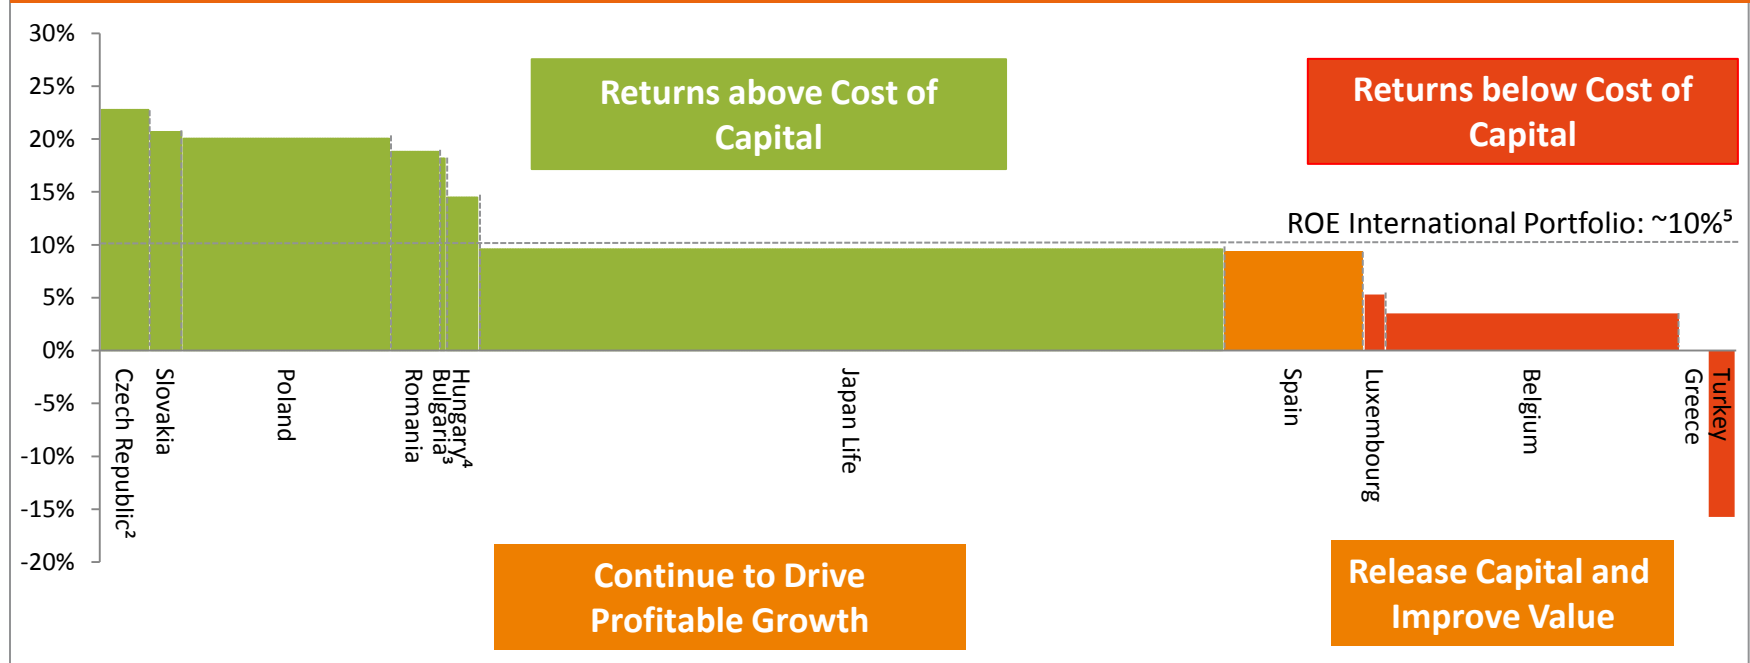 30%
25%
20%
15%
10%
5%
0%
-5%
-10%
-15%
-20%
Returns above Cost of
Capital
Returns below Cost of
Capital
ROE International Portfolio: ~10%⁵
Czech Republic²
Slovakia
Poland
Romania
Bulgaria³
Hungary⁴
Japan Life
Spain
Luxembourg
Belgium
Greece
Turkey
Continue to Drive
Profitable Growth
Release Capital and
Improve Value